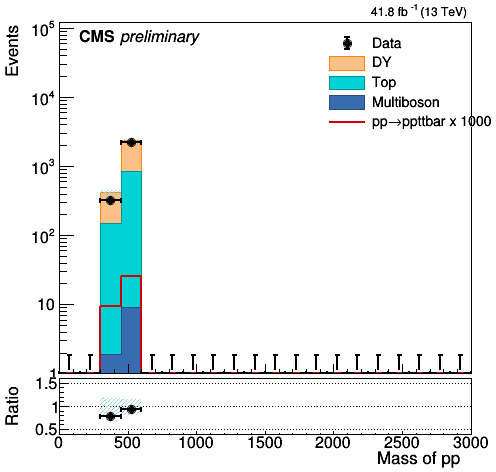 41.8 fb⁻¹ (13 TeV)
CMS preliminary
Events
10⁵
10⁴
10³
10²
10
1
Data
DY
Top
Multiboson
pp→ppttbar x 1000
Ratio
1.5
1
0.5
0 500 1000 1500 2000 2500 3000
Mass of pp